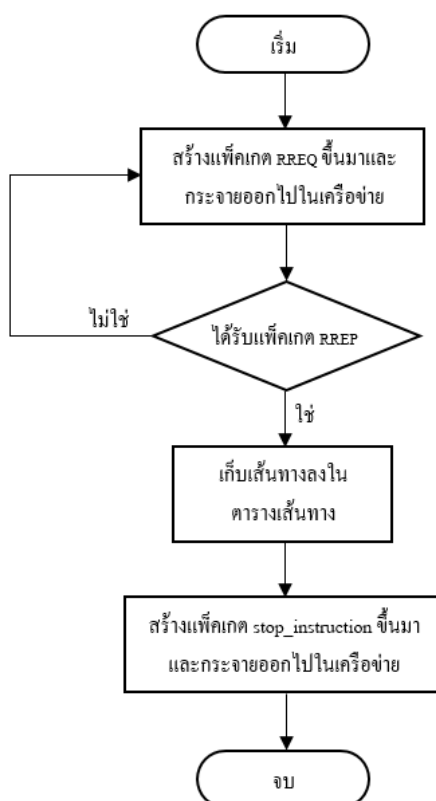 เริ่ม
สร้างแพ็คเกต RREQ ขึ้นมาและ
กระจายออกไปในเครือข่าย
ไม่ใช่
ได้รับแพ็คเกต RREP
ใช่
เก็บเส้นทางลงใน
ตารางเส้นทาง
สร้างแพ็คเกต stop_instruction ขึ้นมา
และกระจายออกไปในเครือข่าย
จบ